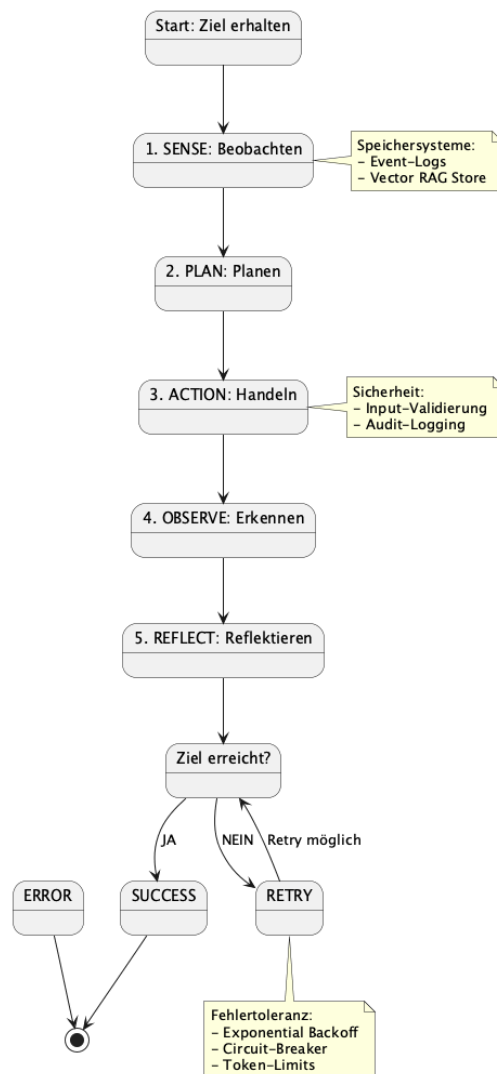 Start: Ziel erhalten
1. SENSE: Beobachten
Speichersysteme:
- Event-Logs
- Vector RAG Store
2. PLAN: Planen
3. ACTION: Handeln
Sicherheit:
- Input-Validierung
- Audit-Logging
4. OBSERVE: Erkennen
5. REFLECT: Reflektieren
Ziel erreicht?
JA
NEIN
Retry möglich
ERROR
SUCCESS
RETRY
Fehlertoleranz:
- Exponential Backoff
- Circuit-Breaker
- Token-Limits